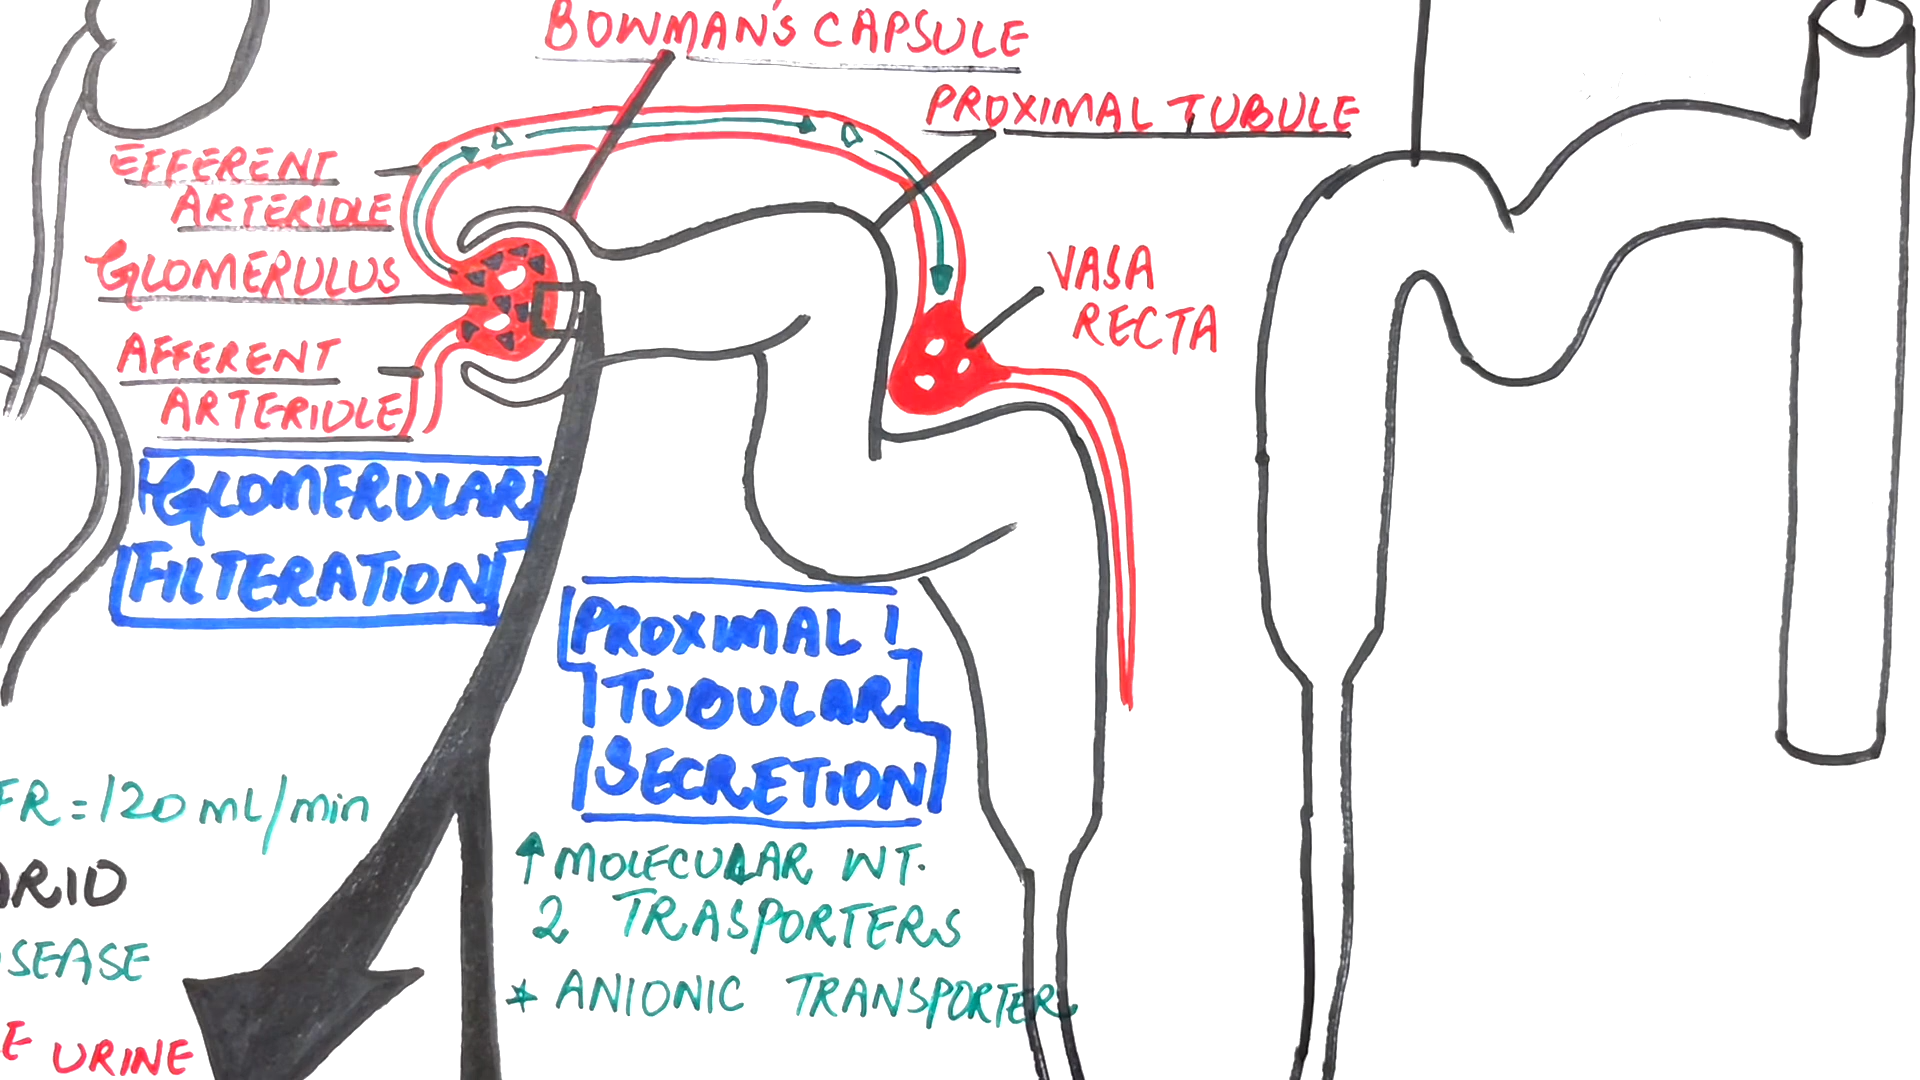 BOWMAN'S CAPSULE
PROXIMAL TUBULE
EFFERENT
ARTERIOLE
GLOMERULUS
AFFERENT
ARTERIOLE
VASA
RECTA
GLOMERULAR
FILTERATION
PROXIMAL
TUBULAR
SECRETION
FR = 120 mL/min
ARIO
SEASE
E URINE
↑ MOLECULAR WT.
2 TRASPORTERS
* ANIONIC TRANSPORTER